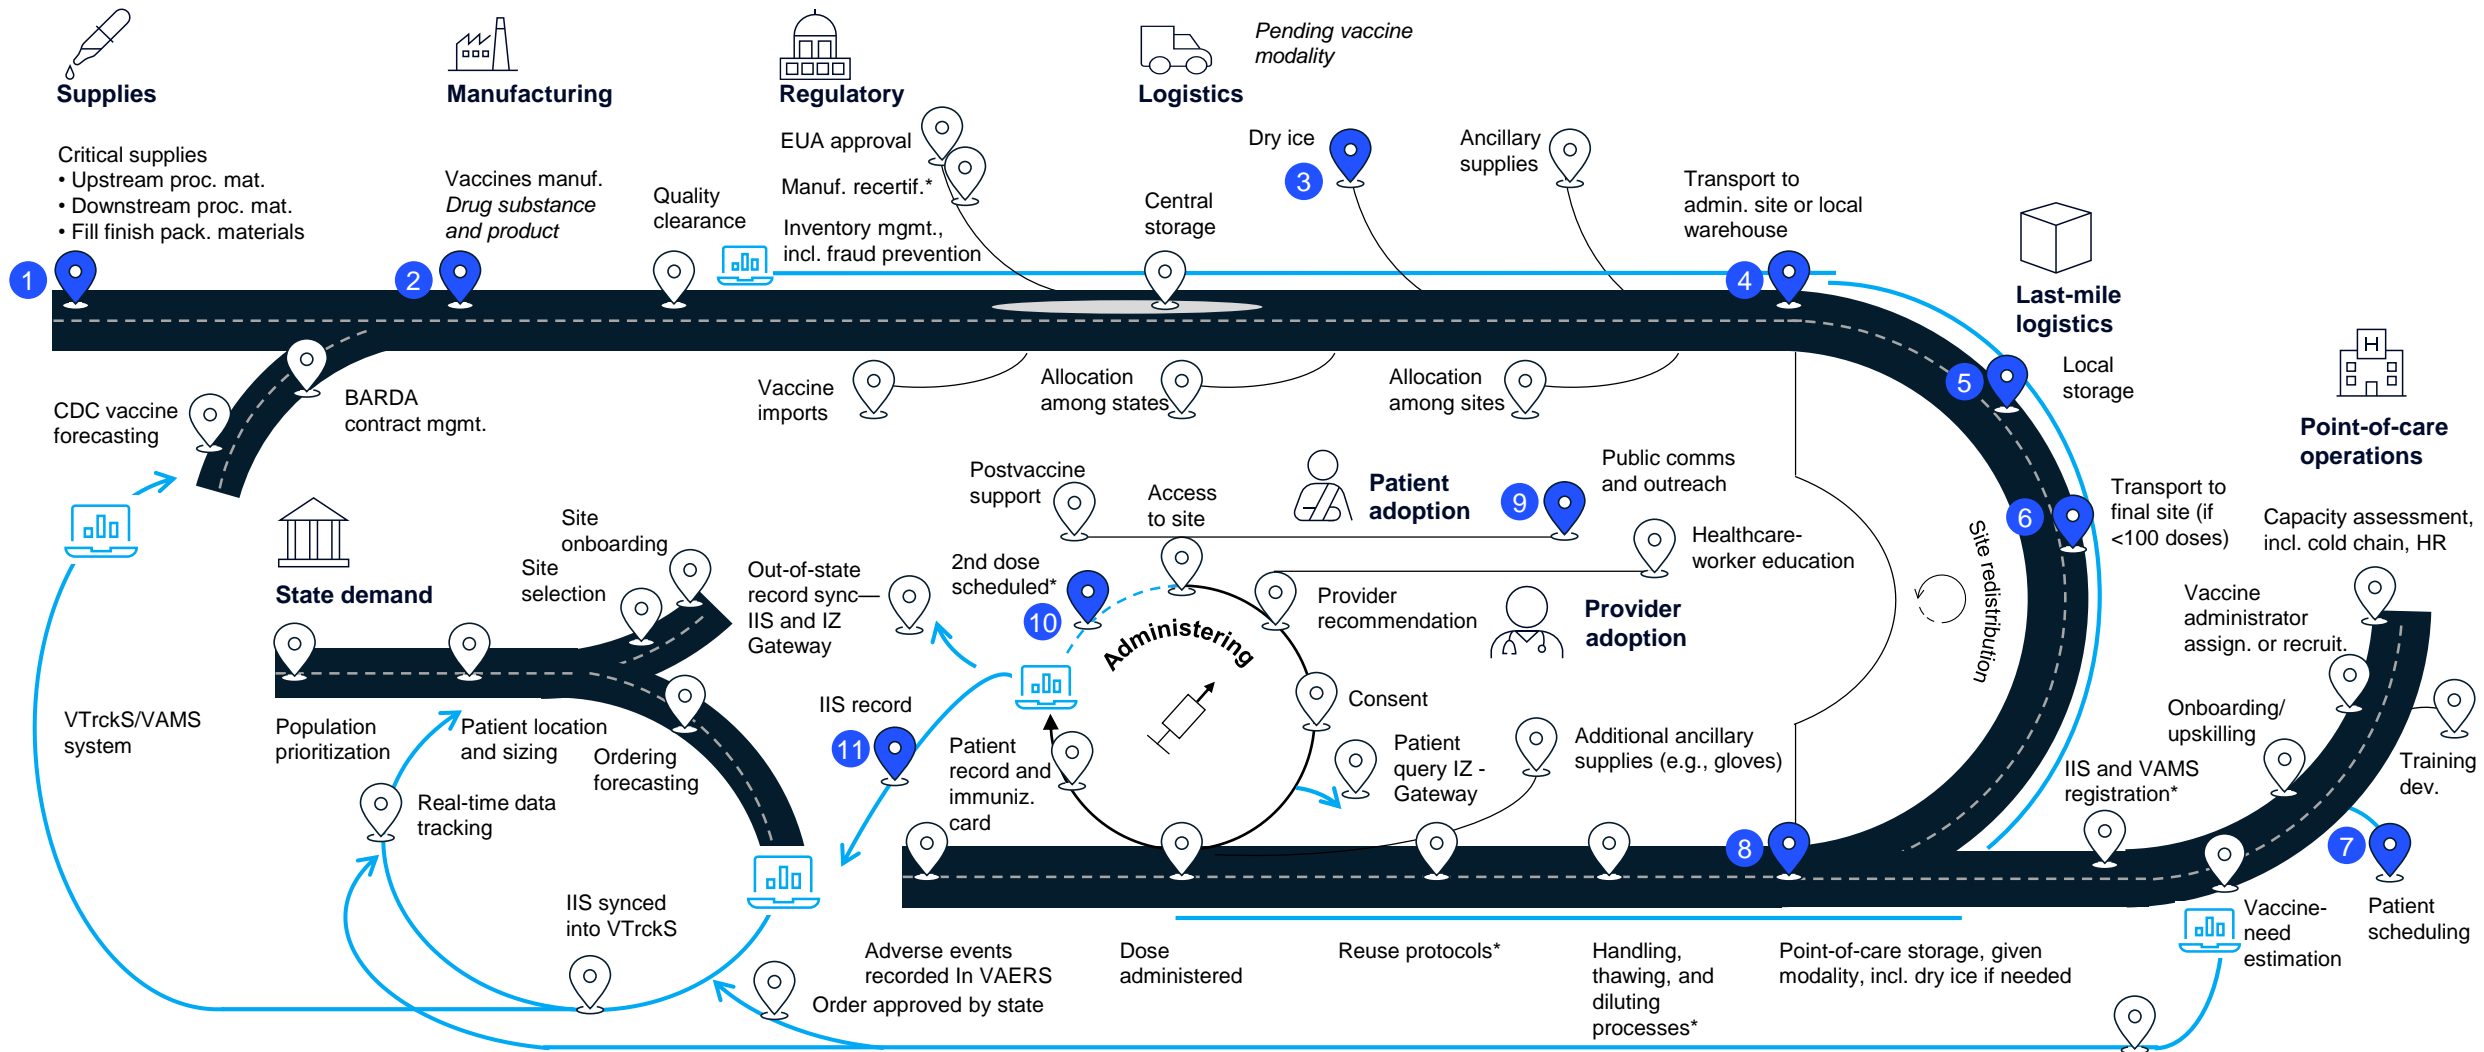 Supplies
Critical supplies
• Upstream proc. mat.
• Downstream proc. mat.
• Fill finish pack. materials
1
Manufacturing
Vaccines manuf.
Drug substance
and product
2
Quality
clearance
Regulatory
EUA approval
Manuf. recertif.*
Inventory mgmt.,
incl. fraud prevention
Logistics
Pending vaccine
modality
Central
storage
Dry ice
3
Ancillary
supplies
Transport to
admin. site or local
warehouse
4
Last-mile
logistics
5
Local
storage
6
Transport to
final site (if
<100 doses)
Site redistribution
CDC vaccine
forecasting
BARDA
contract mgmt.
Vaccine
imports
Allocation
among states
Allocation
among sites
Point-of-care
operations
Capacity assessment,
incl. cold chain, HR
Vaccine
administrator
assign. or recruit.
Onboarding/
upskilling
Training
dev.
IIS and VAMS
registration*
7
Patient
scheduling
Vaccine-
need
estimation
State demand
Site
onboarding
Site
selection
Population
prioritization
Patient location
and sizing
Ordering
forecasting
VTrckS/VAMS
system
Real-time data
tracking
IIS synced
into VTrckS
Postvaccine
support
Access
to site
Patient
adoption
9
Public comms
and outreach
Healthcare-
worker education
Out-of-state
record sync—
IIS and IZ
Gateway
2nd dose
scheduled*
10
Administering
Provider
recommendation
Provider
adoption
Consent
IIS record
11
Patient
record and
immuniz.
card
Patient
query IZ -
Gateway
Additional ancillary
supplies (e.g., gloves)
8
Adverse events
recorded In VAERS
Order approved by state
Dose
administered
Reuse protocols*
Handling,
thawing, and
diluting
processes*
Point-of-care storage, given
modality, incl. dry ice if needed